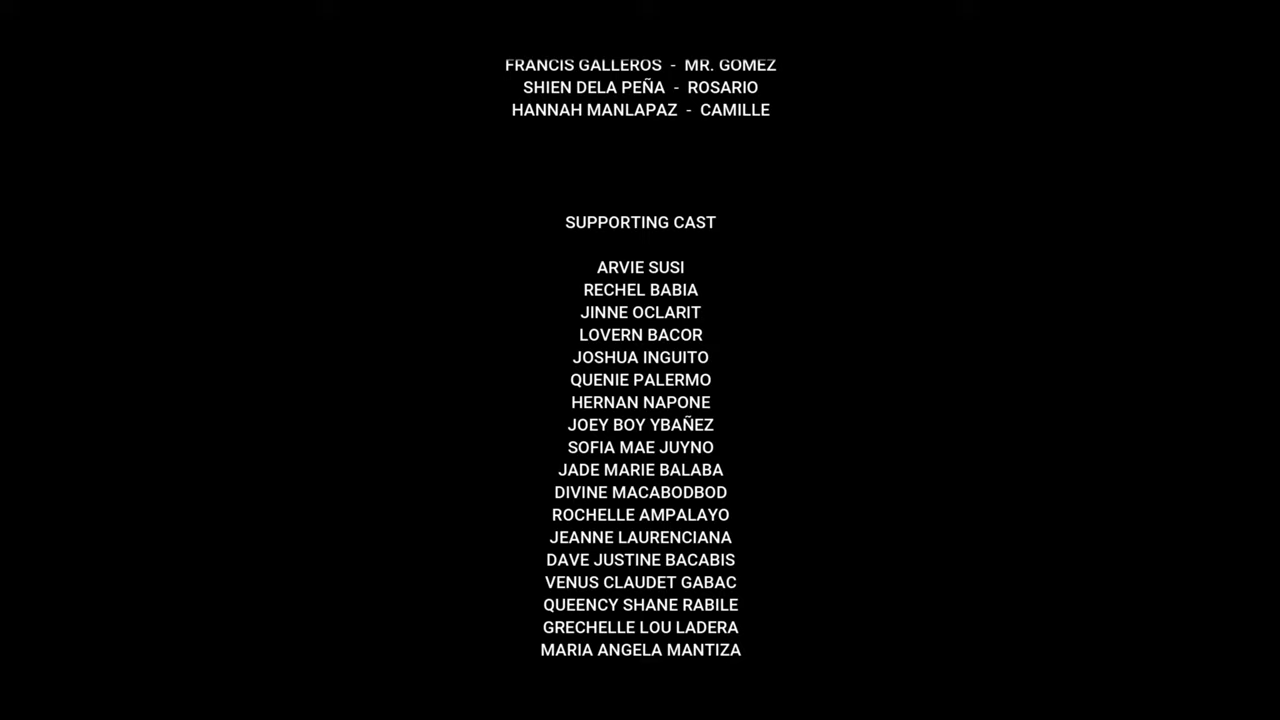 FRANCIS GALLEROS - MR. GOMEZ
SHIEN DELA PEÑA - ROSARIO
HANNAH MANLAPAZ - CAMILLE
SUPPORTING CAST
ARVIE SUSI
RECHEL BABIA
JINNE OCLARIT
LOVERN BACOR
JOSHUA INGUITO
QUENIE PALERMO
HERNAN NAPONE
JOEY BOY YBAÑEZ
SOFIA MAE JUYNO
JADE MARIE BALABA
DIVINE MACABODBOD
ROCHELLE AMPALAYO
JEANNE LAURENCIANA
DAVE JUSTINE BACABIS
VENUS CLAUDET GABAC
QUEENCY SHANE RABILE
GRECHELLE LOU LADERA
MARIA ANGELA MANTIZA